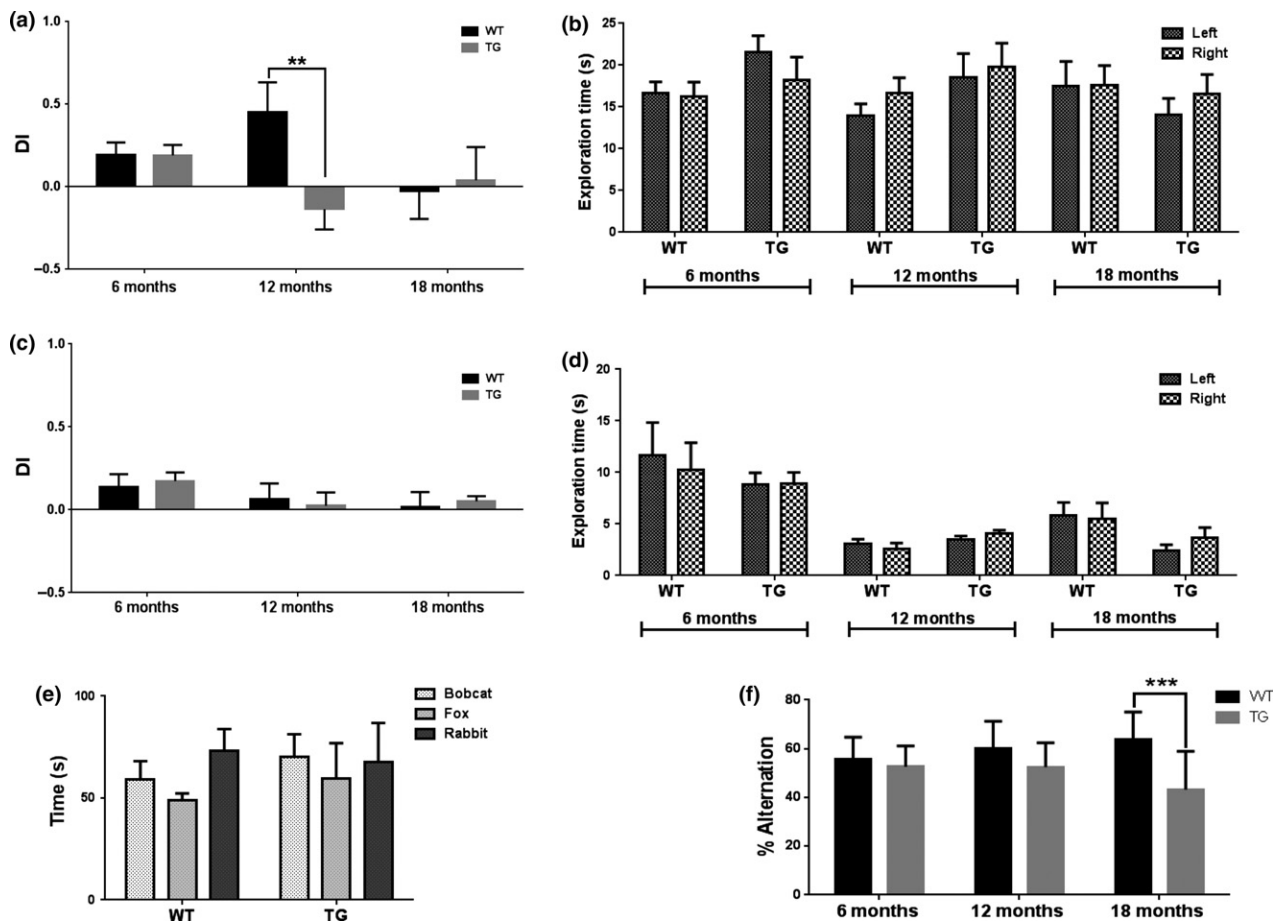 (a)
1.0
0.5
0.0
–0.5
DI
WT
TG
**
6 months
12 months
18 months
(b)
25
20
15
10
5
0
Exploration time (s)
Left
Right
WT
TG
WT
TG
WT
TG
6 months
12 months
18 months
(c)
1.0
0.5
0.0
–0.5
DI
WT
TG
6 months
12 months
18 months
(d)
20
15
10
5
0
Exploration time (s)
Left
Right
WT
TG
WT
TG
WT
TG
6 months
12 months
18 months
(e)
100
50
0
Time (s)
Bobcat
Fox
Rabbit
WT
TG
(f)
80
60
40
20
0
% Alternation
***
WT
TG
6 months
12 months
18 months